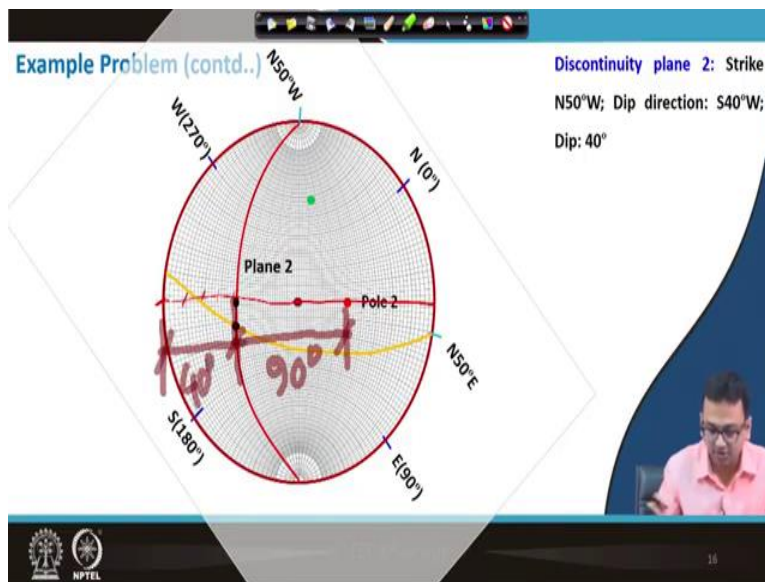 Example Problem (contd..)
N50°W
W(270°)
N (0°)
Plane 2
Pole 2
40°
90°
N50°E
S(180°)
E(90°)
Discontinuity plane 2: Strike
N50°W; Dip direction: S40°W;
Dip: 40°
NPTEL
16